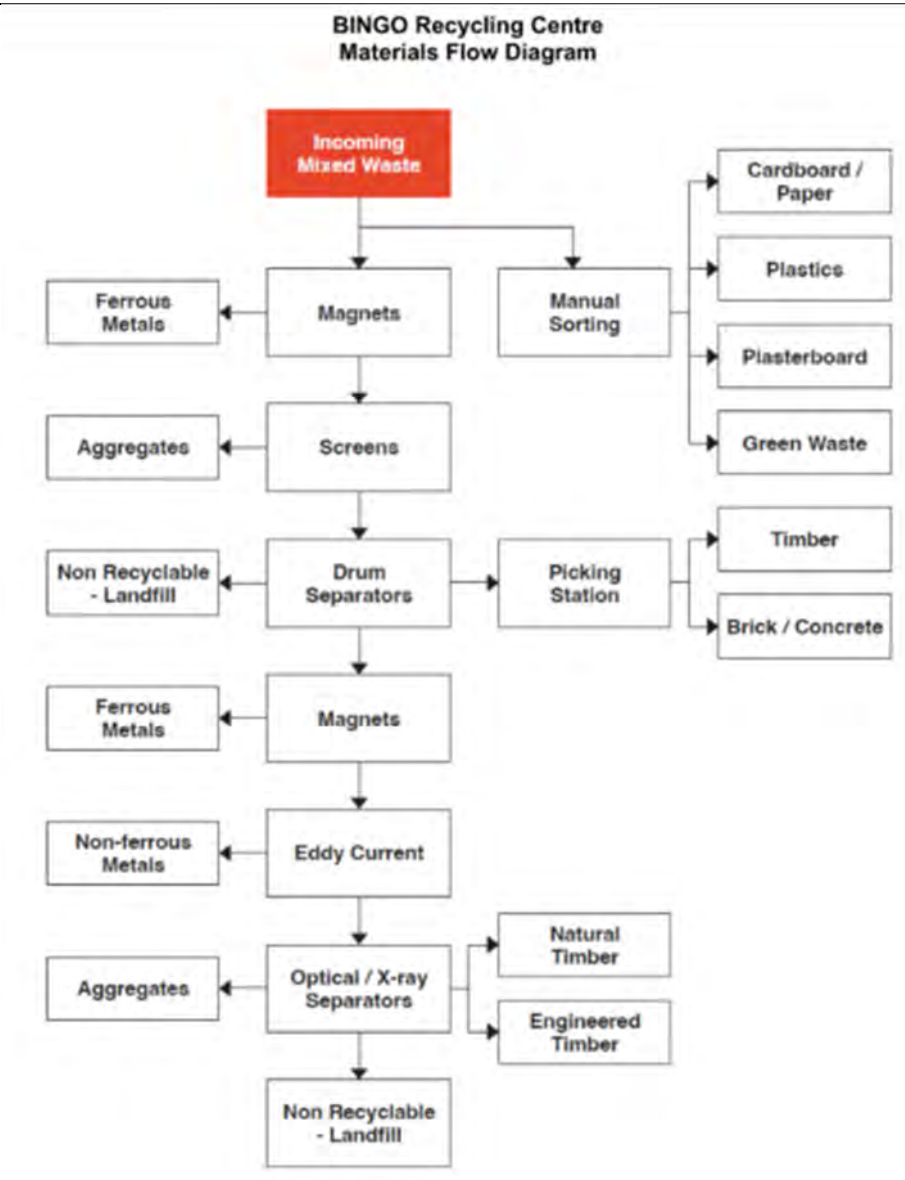 BINGO Recycling Centre
Materials Flow Diagram
Incoming
Mixed Waste
Cardboard /
Paper
Plastics
Ferrous
Metals
Magnets
Manual
Sorting
Plasterboard
Aggregates
Screens
Green Waste
Timber
Non Recyclable
- Landfill
Drum
Separators
Picking
Station
Brick / Concrete
Ferrous
Metals
Magnets
Non-ferrous
Metals
Eddy Current
Natural
Timber
Aggregates
Optical / X-ray
Separators
Engineered
Timber
Non Recyclable
- Landfill